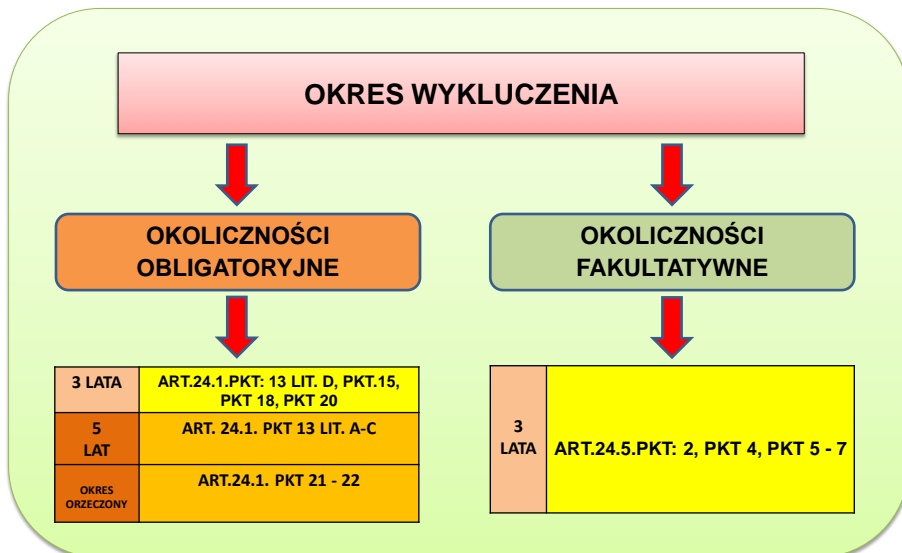 OKRES WYKLUCZENIA
OKOLICZNOŚCI
OBLIGATORYJNE
3 LATA
ART.24.1.PKT: 13 LIT. D, PKT.15,
PKT 18, PKT 20
5
LAT
ART. 24.1. PKT 13 LIT. A-C
OKRES
ORZECZONY
ART.24.1. PKT 21 - 22
OKOLICZNOŚCI
FAKULTATYWNE
3
LATA
ART.24.5.PKT: 2, PKT 4, PKT 5 - 7